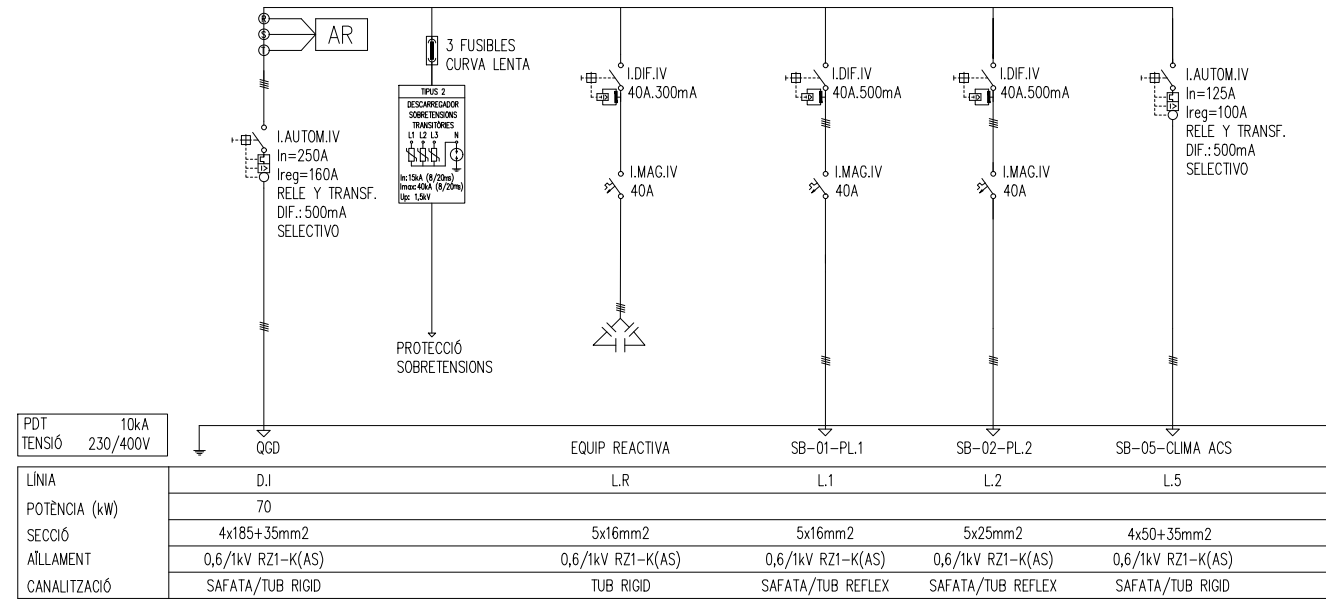 R
S
T
AR
3 FUSIBLES
CURVA LENTA
TIPUS 2
DESCARREGADOR
SOBRETENSIONS
TRANSITÒRIES
L1 L2 L3 N
In: 15kA (8/20ms)
Imax: 40kA (8/20ms)
Up: 1,5kV
I.AUTOM.IV
In=250A
Ireg=160A
RELE Y TRANSF.
DIF.: 500mA
SELECTIVO
PROTECCIÓ
SOBRETENSIONS
I.DIF.IV
40A.300mA
I.MAG.IV
40A
I.DIF.IV
40A.500mA
I.MAG.IV
40A
I.DIF.IV
40A.500mA
I.MAG.IV
40A
I.AUTOM.IV
In=125A
Ireg=100A
RELE Y TRANSF.
DIF.: 500mA
SELECTIVO
PDT 10kA
TENSIÓ 230/400V
QGD EQUIP REACTIVA SB-01-PL.1 SB-02-PL.2 SB-05-CLIMA ACS
LÍNIA D.I L.R L.1 L.2 L.5
POTÈNCIA (kW) 70
SECCIÓ 4x185+35mm2 5x16mm2 5x16mm2 5x25mm2 4x50+35mm2
AÏLLAMENT 0,6/1kV RZ1-K(AS) 0,6/1kV RZ1-K(AS) 0,6/1kV RZ1-K(AS) 0,6/1kV RZ1-K(AS) 0,6/1kV RZ1-K(AS)
CANALITZACIÓ SAFATA/TUB RIGID TUB RIGID SAFATA/TUB REFLEX SAFATA/TUB REFLEX SAFATA/TUB RIGID